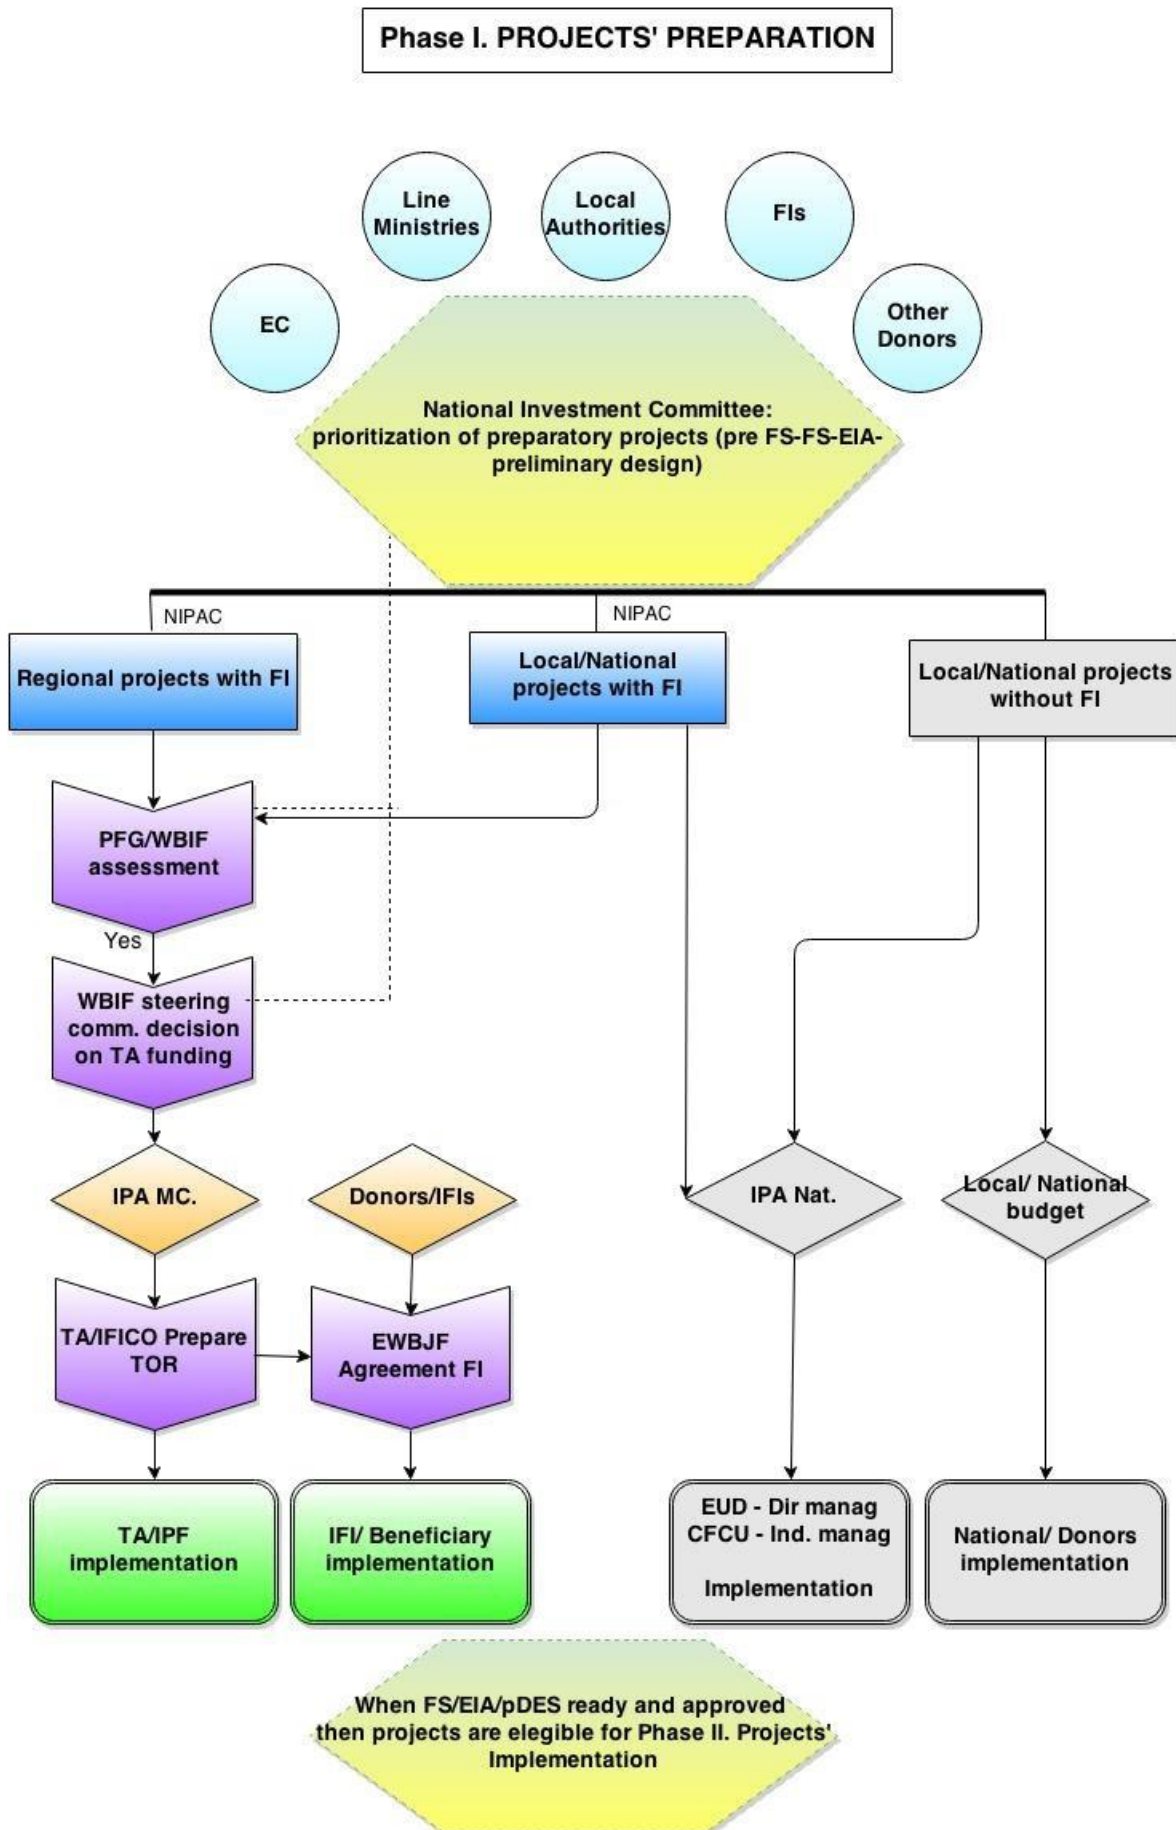 Phase I. PROJECTS' PREPARATION
Line
Ministries
Local
Authorities
FIs
EC
Other
Donors
National Investment Committee:
prioritization of preparatory projects (pre FS-FS-EIA-
preliminary design)
NIPAC
NIPAC
Regional projects with FI
Local/National
projects with FI
Local/National projects
without FI
PFG/WBIF
assessment
Yes
WBIF steering
comm. decision
on TA funding
IPA MC.
Donors/IFIs
IPA Nat.
Local/ National
budget
TA/IFICO Prepare
TOR
EWBJF
Agreement FI
TA/IPF
implementation
IFI/ Beneficiary
implementation
EUD - Dir manag
CFCU - Ind. manag
Implementation
National/ Donors
implementation
When FS/EIA/pDES ready and approved
then projects are elegible for Phase II. Projects'
Implementation